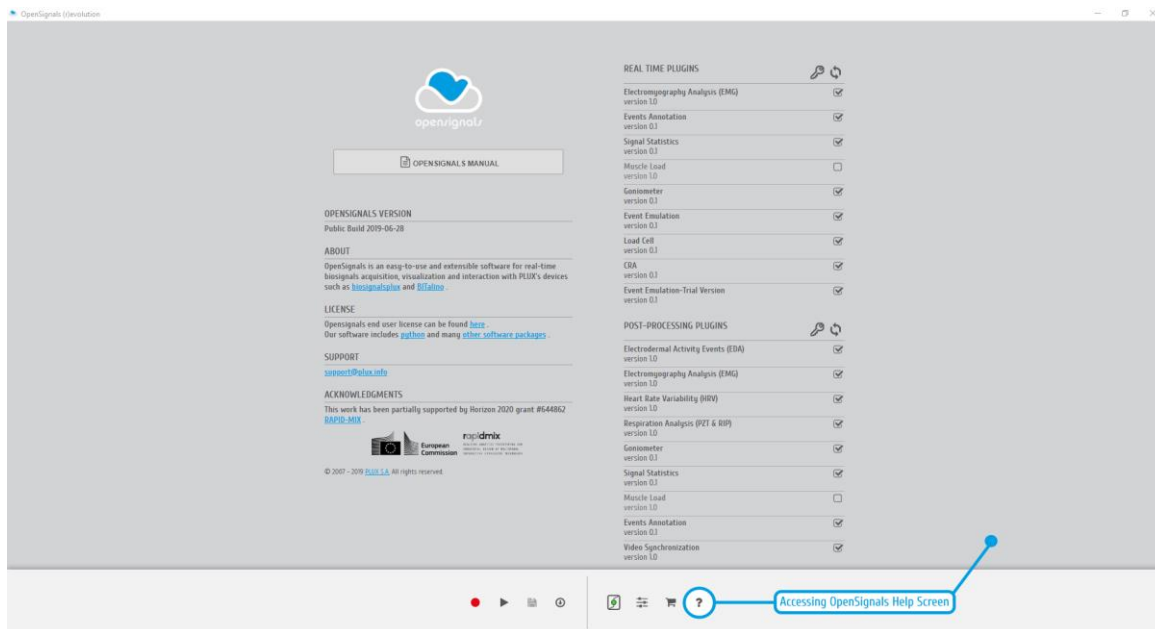 OpenSignals (r)evolution
opensignals
OPENSIGNALS MANUAL
OPENSIGNALS VERSION
Public Build 2019-06-28
ABOUT
OpenSignals is an easy-to-use and extensible software for real-time
biosignals acquisition, visualization and interaction with PLUX's devices
such as biosignalsplux and BITalino .
LICENSE
Opensignals end user license can be found here .
Our software includes python and many other software packages .
SUPPORT
support@plux.info
ACKNOWLEDGMENTS
This work has been partially supported by Horizon 2020 grant #644862
RAPID-MIX .
European
Commission
rapidmix
© 2007 - 2019 PLUX S.A. All rights reserved.
REAL TIME PLUGINS
Electromyography Analysis (EMG)
version 1.0
Events Annotation
version 0.1
Signal Statistics
version 0.1
Muscle Load
version 1.0
Goniometer
version 0.1
Event Emulation
version 0.1
Load Cell
version 0.1
CRA
version 0.1
Event Emulation-Trial Version
version 0.1
POST-PROCESSING PLUGINS
Electrodermal Activity Events (EDA)
version 1.0
Electromyography Analysis (EMG)
version 1.0
Heart Rate Variability (HRV)
version 1.0
Respiration Analysis (PZT & RIP)
version 1.0
Goniometer
version 0.1
Signal Statistics
version 0.1
Muscle Load
version 1.0
Events Annotation
version 0.1
Video Synchronization
version 1.0
?
Accessing OpenSignals Help Screen